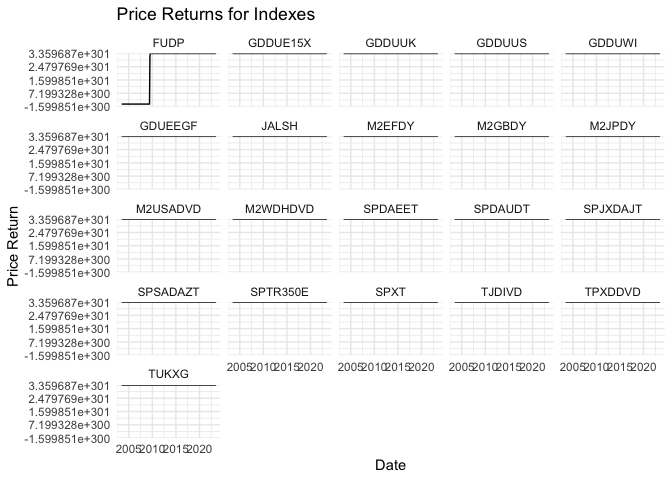 Price Returns for Indexes
FUDP GDDUE15X GDDUUK GDDUUS GDDUWI
3.359687e+301
2.479769e+301
1.599851e+301
7.199328e+300
-1.599851e+300
GDUEEGF JALSH M2EFDY M2GBDY M2JPDY
3.359687e+301
2.479769e+301
1.599851e+301
7.199328e+300
-1.599851e+300
M2USADVD M2WDHDVD SPDAEET SPDAUDT SPJXDAJT
3.359687e+301
2.479769e+301
1.599851e+301
7.199328e+300
-1.599851e+300
Price Return
SPSADAZT SPTR350E SPXT TJDIVD TPXDDVD
3.359687e+301
2.479769e+301
1.599851e+301
7.199328e+300
-1.599851e+300
2005 2010 2015 2020 2005 2010 2015 2020 2005 2010 2015 2020 2005 2010 2015 2020
TUKXG
3.359687e+301
2.479769e+301
1.599851e+301
7.199328e+300
-1.599851e+300
2005 2010 2015 2020
Date